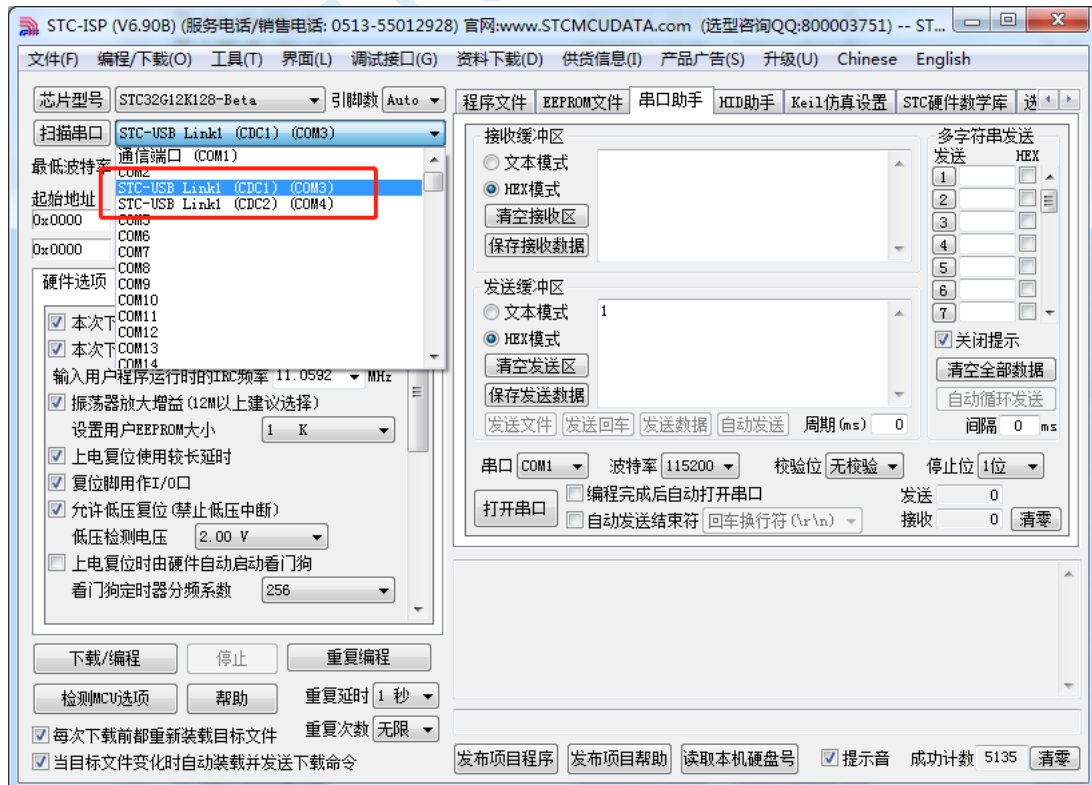 STC-ISP (V6.90B) (服务电话/销售电话: 0513-55012928) 官网:www.STCMCUDATA.com (选型咨询QQ:800003751) -- ST...
文件(F) 编程/下载(O) 工具(T) 界面(L) 调试接口(G) 资料下载(D) 供货信息(I) 产品广告(S) 升级(U) Chinese English
芯片型号 STC32G12K128-Beta 引脚数 Auto
扫描串口 STC-USB Link1 (CDC1) (COM3)
最低波特率
通信端口 (COM1)
COM2
STC-USB Link1 (CDC1) (COM3)
STC-USB Link1 (CDC2) (COM4)
COM5
COM6
COM7
COM8
COM9
COM10
COM11
COM12
COM13
COM14
起始地址
0x0000
0x0000
硬件选项
本次下
本次下
输入用户程序运行时的IRC频率 11.0592 MHz
振荡器放大增益(12M以上建议选择)
设置用户EEPROM大小 1 K
上电复位使用较长延时
复位脚用作I/O口
允许低压复位(禁止低压中断)
低压检测电压 2.00 V
上电复位时由硬件自动启动看门狗
看门狗定时器分频系数 256
下载/编程 停止 重复编程
检测MCU选项 帮助 重复延时 1 秒
每次下载前都重新装载目标文件 重复次数 无限
当目标文件变化时自动装载并发送下载命令
程序文件 EEPROM文件 串口助手 HID助手 Keil仿真设置 STC硬件数学库
接收缓冲区
文本模式
HEX模式
清空接收区
保存接收数据
发送缓冲区
文本模式 1
HEX模式
清空发送区
保存发送数据
发送文件 发送回车 发送数据 自动发送 周期(ms) 0
多字符串发送
发送 HEX
1
2
3
4
5
6
7
关闭提示
清空全部数据
自动循环发送
间隔 0 ms
串口 COM1 波特率 115200 校验位 无校验 停止位 1位
打开串口 编程完成后自动打开串口 发送 0
自动发送结束符 回车换行符(\r\n) 接收 0 清零
发布项目程序 发布项目帮助 读取本机硬盘号 提示音 成功计数 5135 清零